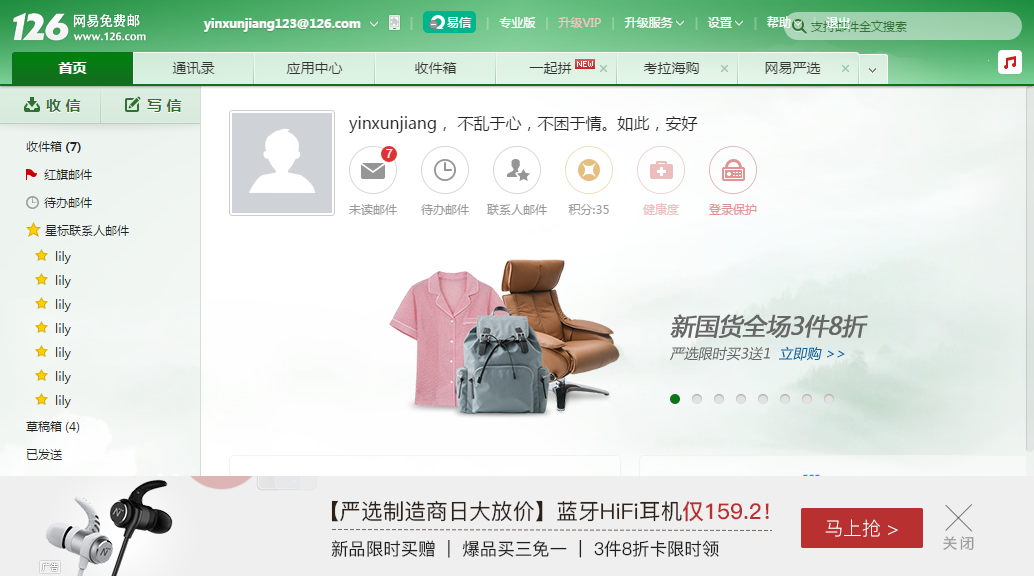 126 网易免费邮
www.126.com
yinxunjiang123@126.com
易信
专业版
升级VIP
升级服务
设置
帮助
退出
支持邮件全文搜索
首页
通讯录
应用中心
收件箱
一起拼 NEW
考拉海购
网易严选
收信
写信
收件箱 (7)
红旗邮件
待办邮件
星标联系人邮件
lily
lily
lily
lily
lily
lily
lily
草稿箱 (4)
已发送
yinxunjiang， 不乱于心，不困于情。如此，安好
7
未读邮件
待办邮件
联系人邮件
积分:35
健康度
登录保护
新国货全场3件8折
严选限时买3送1 立即购 >>
【严选制造商日大放价】蓝牙HiFi耳机仅159.2！
新品限时买赠 | 爆品买三免一 | 3件8折卡限时领
马上抢 >
关闭
广告